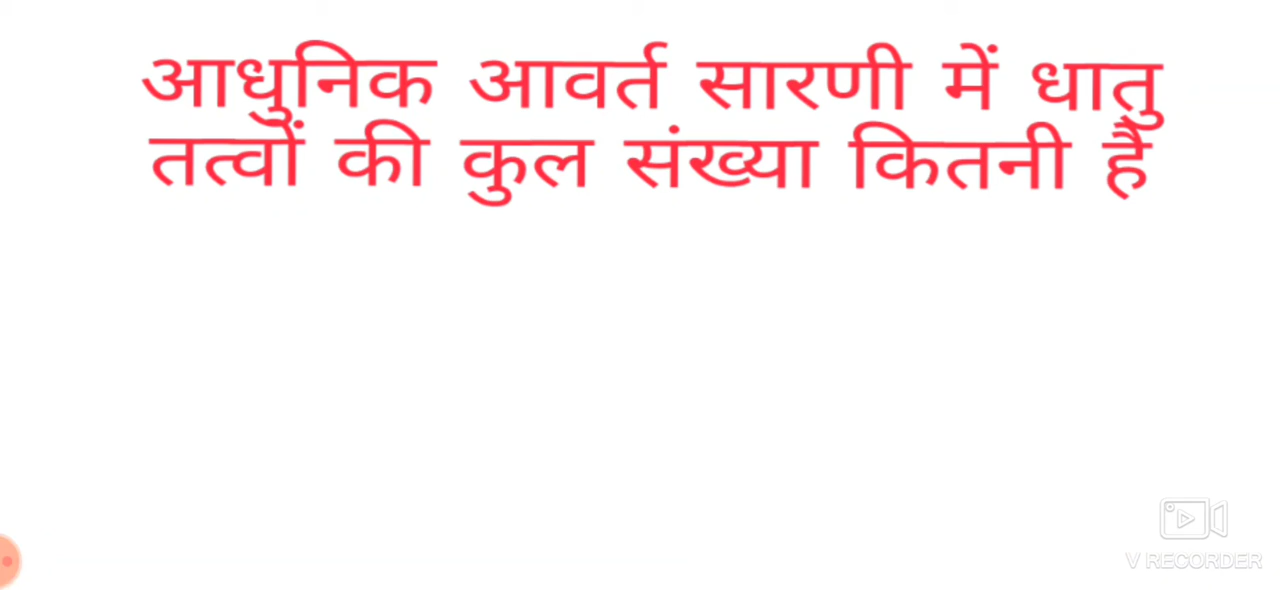 आधुनिक आवर्त सारणी में धातु
तत्वों की कुल संख्या कितनी है
V RECORDER